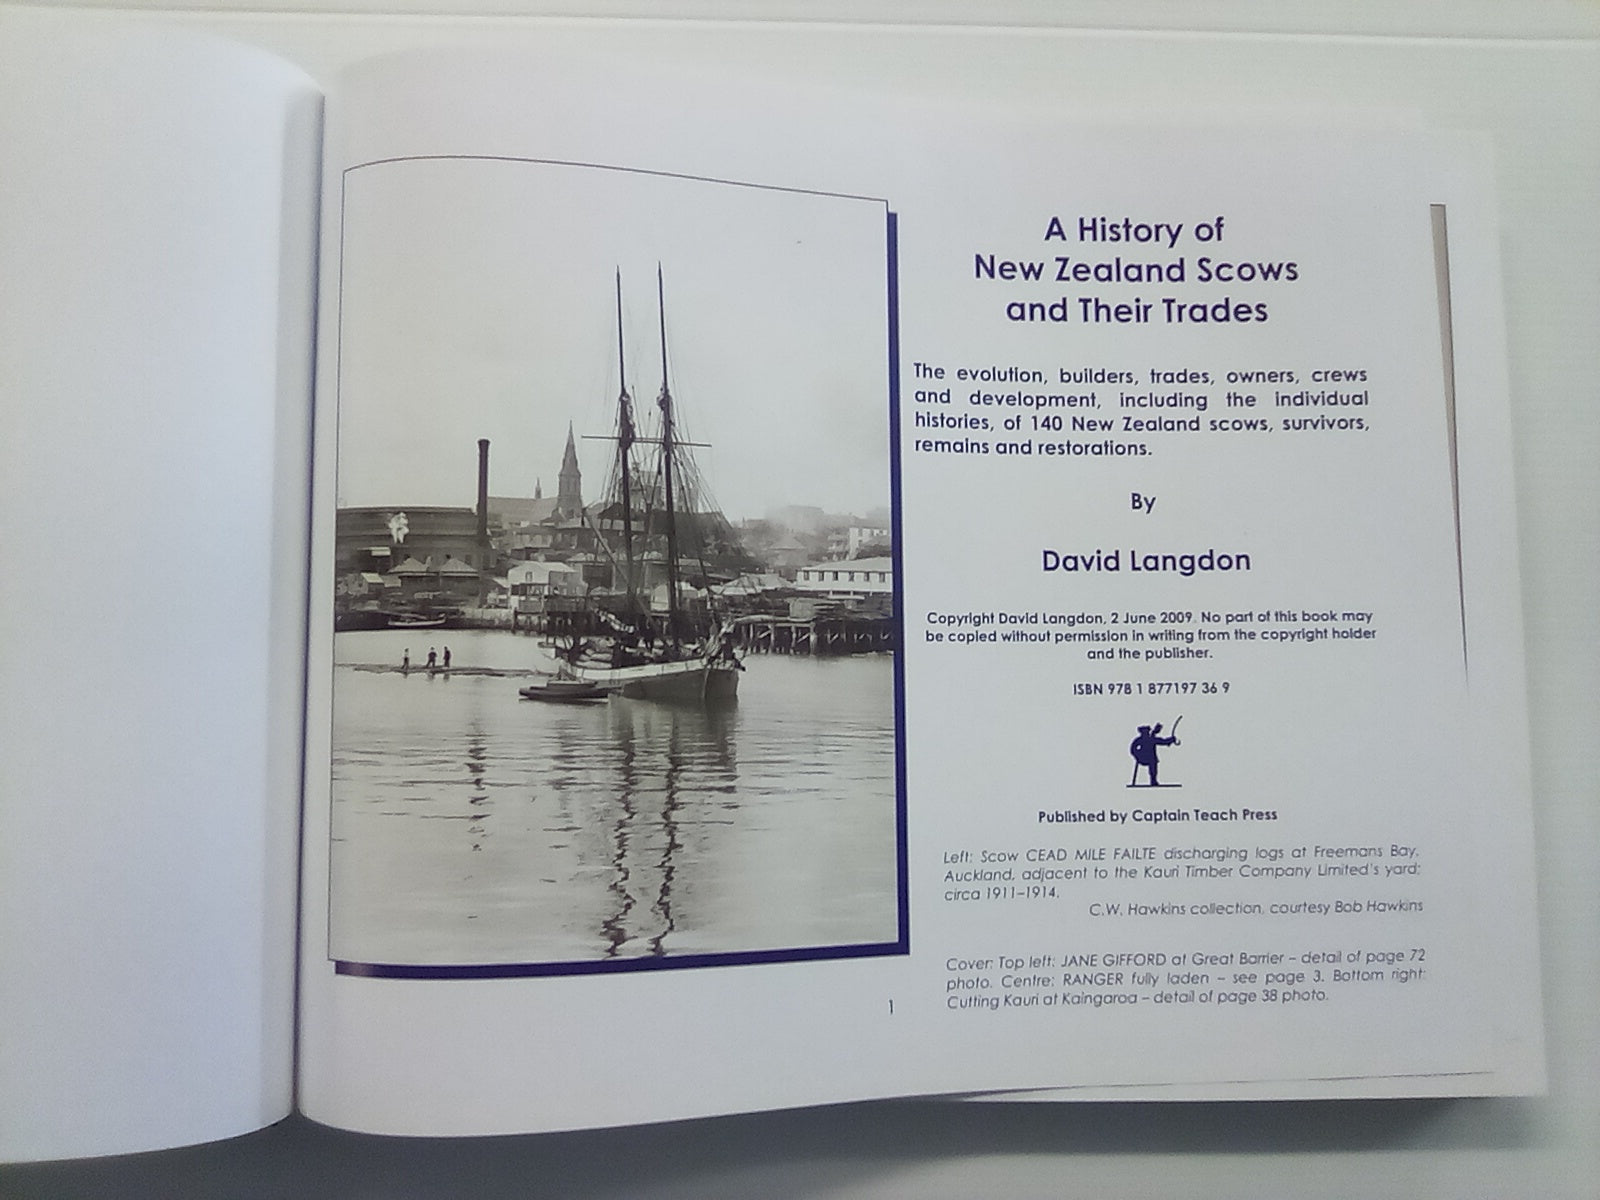 A History of
New Zealand Scows
and Their Trades
The evolution, builders, trades, owners, crews
and development, including the individual
histories, of 140 New Zealand scows, survivors,
remains and restorations.
By
David Langdon
Copyright David Langdon, 2 June 2009. No part of this book may
be copied without permission in writing from the copyright holder
and the publisher.
ISBN 978 1 877197 36 9
Published by Captain Teach Press
Left: Scow CEAD MILE FAILTE discharging logs at Freemans Bay,
Auckland, adjacent to the Kauri Timber Company Limited's yard;
circa 1911–1914.
C.W. Hawkins collection, courtesy Bob Hawkins
Cover: Top left: JANE GIFFORD at Great Barrier – detail of page 72
photo. Centre: RANGER fully laden – see page 3. Bottom right:
Cutting Kauri at Kaingaroa – detail of page 38 photo.
1